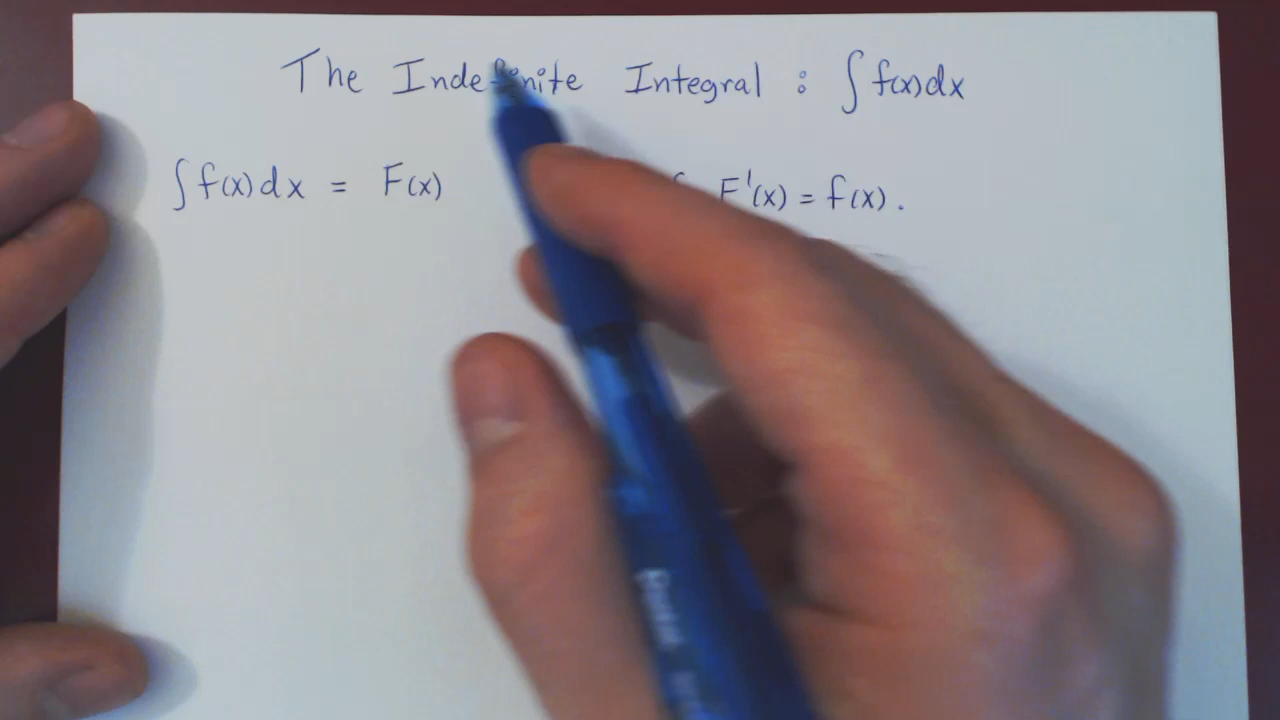 The Indefinite Integral : ∫ f(x)dx
∫ f(x)dx = F(x) F'(x) = f(x).